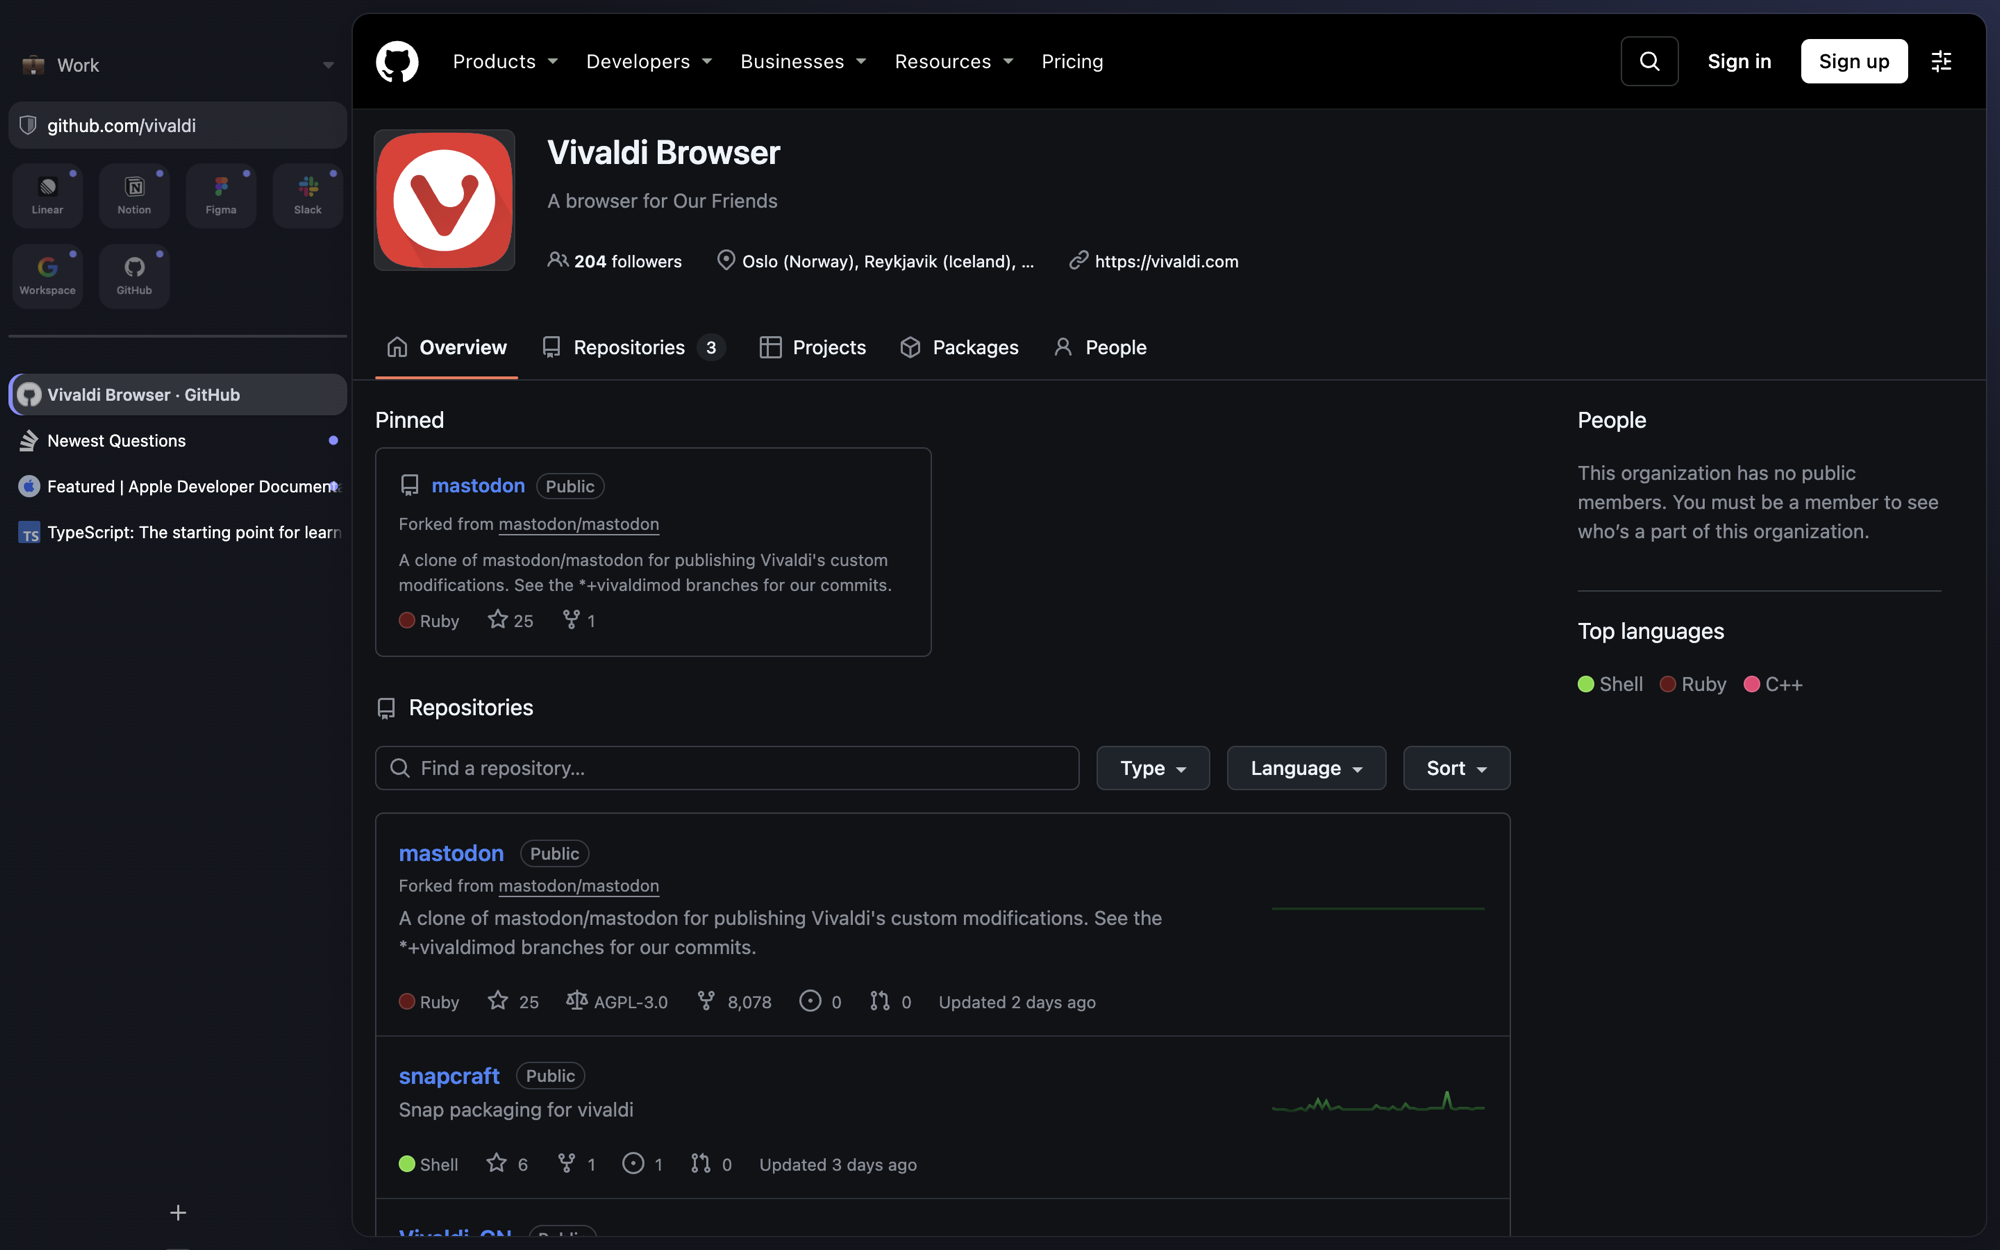 Work
github.com/vivaldi
Linear
Notion
Figma
Slack
Workspace
GitHub
Vivaldi Browser · GitHub
Newest Questions
Featured | Apple Developer Document
TypeScript: The starting point for learn
Products
Developers
Businesses
Resources
Pricing
Sign in
Sign up
Vivaldi Browser
A browser for Our Friends
204 followers
Oslo (Norway), Reykjavik (Iceland), ...
https://vivaldi.com
Overview
Repositories 3
Projects
Packages
People
Pinned
mastodon Public
Forked from mastodon/mastodon
A clone of mastodon/mastodon for publishing Vivaldi's custom
modifications. See the *+vivaldimod branches for our commits.
Ruby 25 1
Repositories
Find a repository...
Type
Language
Sort
mastodon Public
Forked from mastodon/mastodon
A clone of mastodon/mastodon for publishing Vivaldi's custom modifications. See the
*+vivaldimod branches for our commits.
Ruby 25 AGPL-3.0 8,078 0 0 Updated 2 days ago
snapcraft Public
Snap packaging for vivaldi
Shell 6 1 1 0 Updated 3 days ago
People
This organization has no public
members. You must be a member to see
who's a part of this organization.
Top languages
Shell Ruby C++